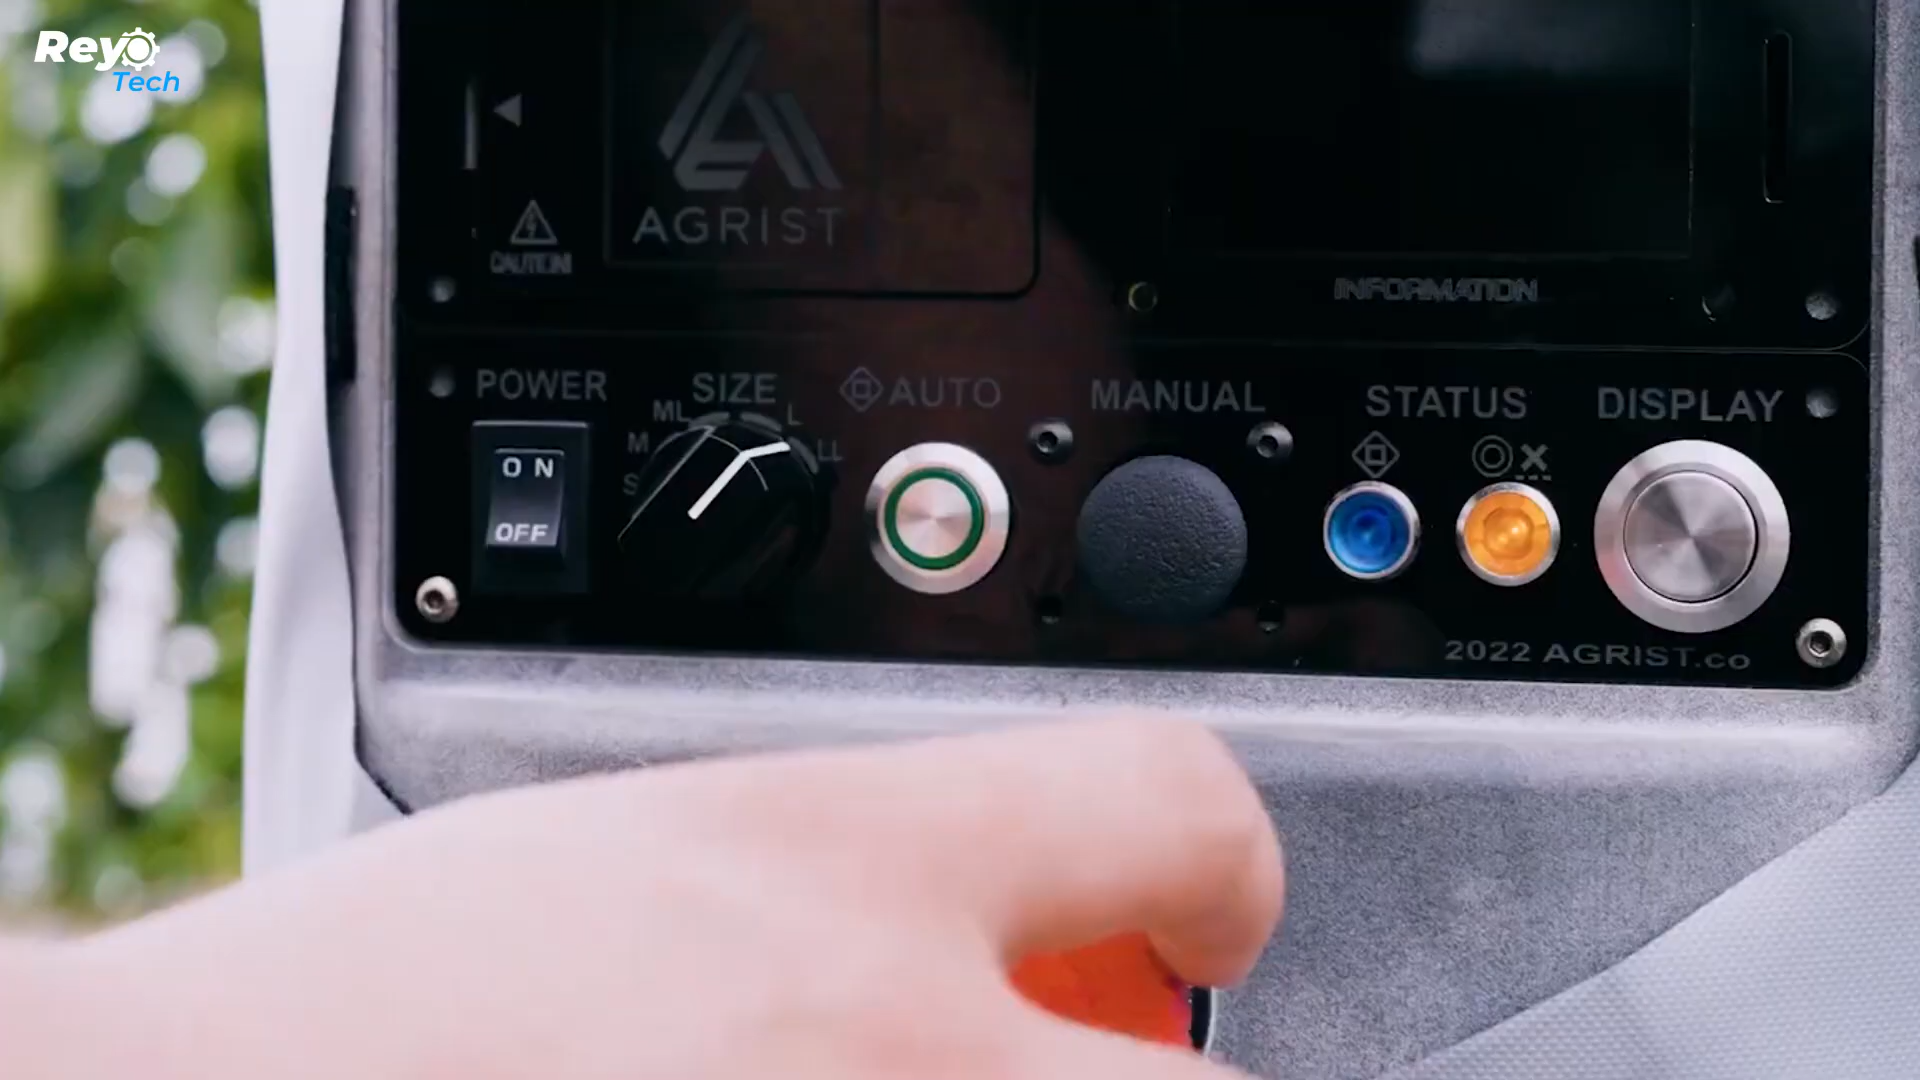 Reyo
Tech
AGRIST
CAUTION!
INFORMATION
POWER
SIZE
AUTO
MANUAL
STATUS
DISPLAY
S
M
ML
L
LL
ON
OFF
2022 AGRIST.co